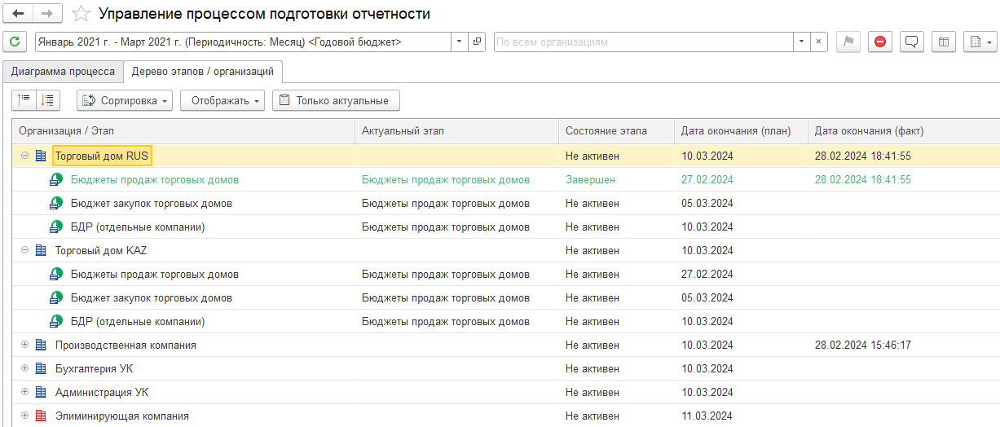 Управление процессом подготовки отчетности
Январь 2021 г. - Март 2021 г. (Периодичность: Месяц) <Годовой бюджет> По всем организациям
Диаграмма процесса Дерево этапов / организаций
Сортировка Отображать Только актуальные
Организация / Этап Актуальный этап Состояние этапа Дата окончания (план) Дата окончания (факт)
Торговый дом RUS Не активен 10.03.2024 28.02.2024 18:41:55
Бюджеты продаж торговых домов Бюджеты продаж торговых домов Завершен 27.02.2024 28.02.2024 18:41:55
Бюджет закупок торговых домов Бюджеты продаж торговых домов Не активен 05.03.2024
БДР (отдельные компании) Бюджеты продаж торговых домов Не активен 10.03.2024
Торговый дом KAZ Не активен 10.03.2024
Бюджеты продаж торговых домов Бюджеты продаж торговых домов Не активен 27.02.2024
Бюджет закупок торговых домов Бюджеты продаж торговых домов Не активен 05.03.2024
БДР (отдельные компании) Бюджеты продаж торговых домов Не активен 10.03.2024
Производственная компания Не активен 10.03.2024 28.02.2024 15:46:17
Бухгалтерия УК Не активен 10.03.2024
Администрация УК Не активен 10.03.2024
Элиминирующая компания Не активен 11.03.2024